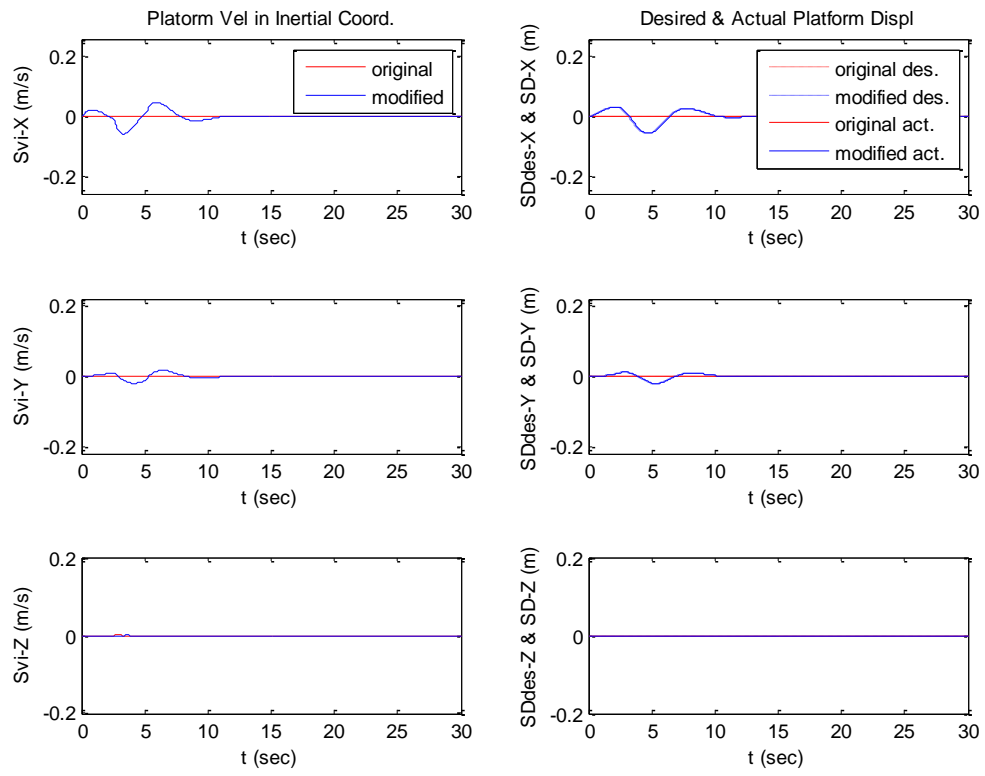 Platorm Vel in Inertial Coord.
Svi-X (m/s)
0.2
0
-0.2
original
modified
0 5 10 15 20 25 30
t (sec)
Desired & Actual Platform Displ
SDdes-X & SD-X (m)
0.2
0
-0.2
original des.
modified des.
original act.
modified act.
0 5 10 15 20 25 30
t (sec)
Svi-Y (m/s)
0.2
0
-0.2
0 5 10 15 20 25 30
t (sec)
SDdes-Y & SD-Y (m)
0.2
0
-0.2
0 5 10 15 20 25 30
t (sec)
Svi-Z (m/s)
0.2
0
-0.2
0 5 10 15 20 25 30
t (sec)
SDdes-Z & SD-Z (m)
0.2
0
-0.2
0 5 10 15 20 25 30
t (sec)